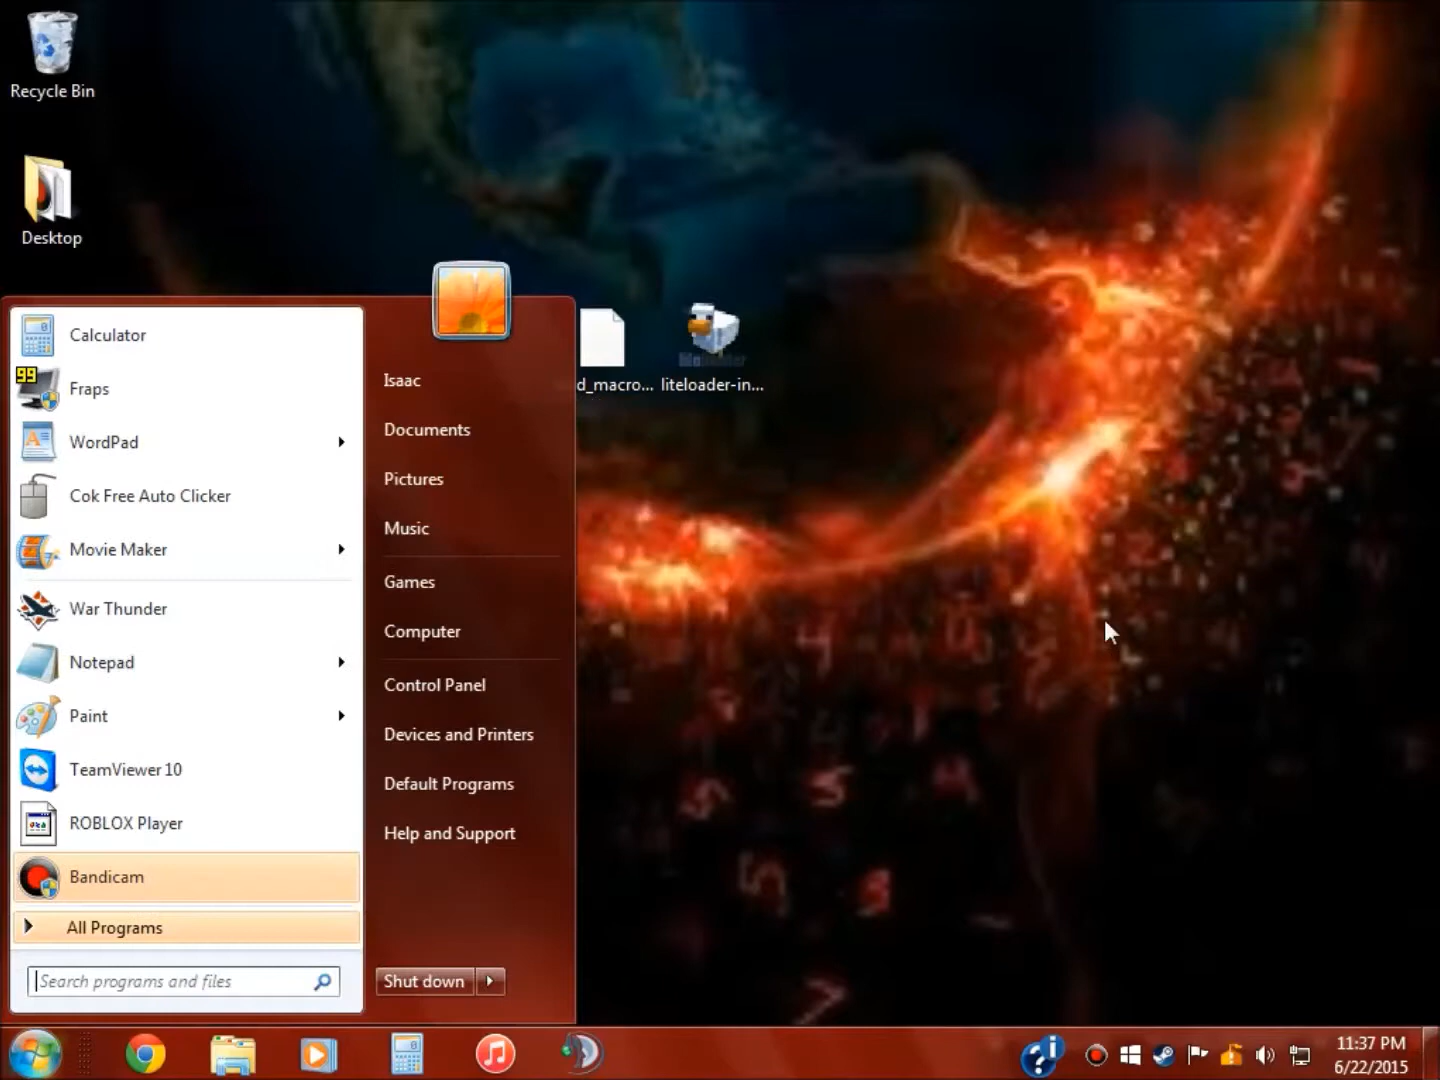 Recycle Bin
Desktop
d_macro...
liteloader-in...
99
Calculator
Fraps
WordPad
Cok Free Auto Clicker
Movie Maker
War Thunder
Notepad
Paint
TeamViewer 10
ROBLOX Player
Bandicam
All Programs
Search programs and files
Isaac
Documents
Pictures
Music
Games
Computer
Control Panel
Devices and Printers
Default Programs
Help and Support
Shut down
11:37 PM
6/22/2015